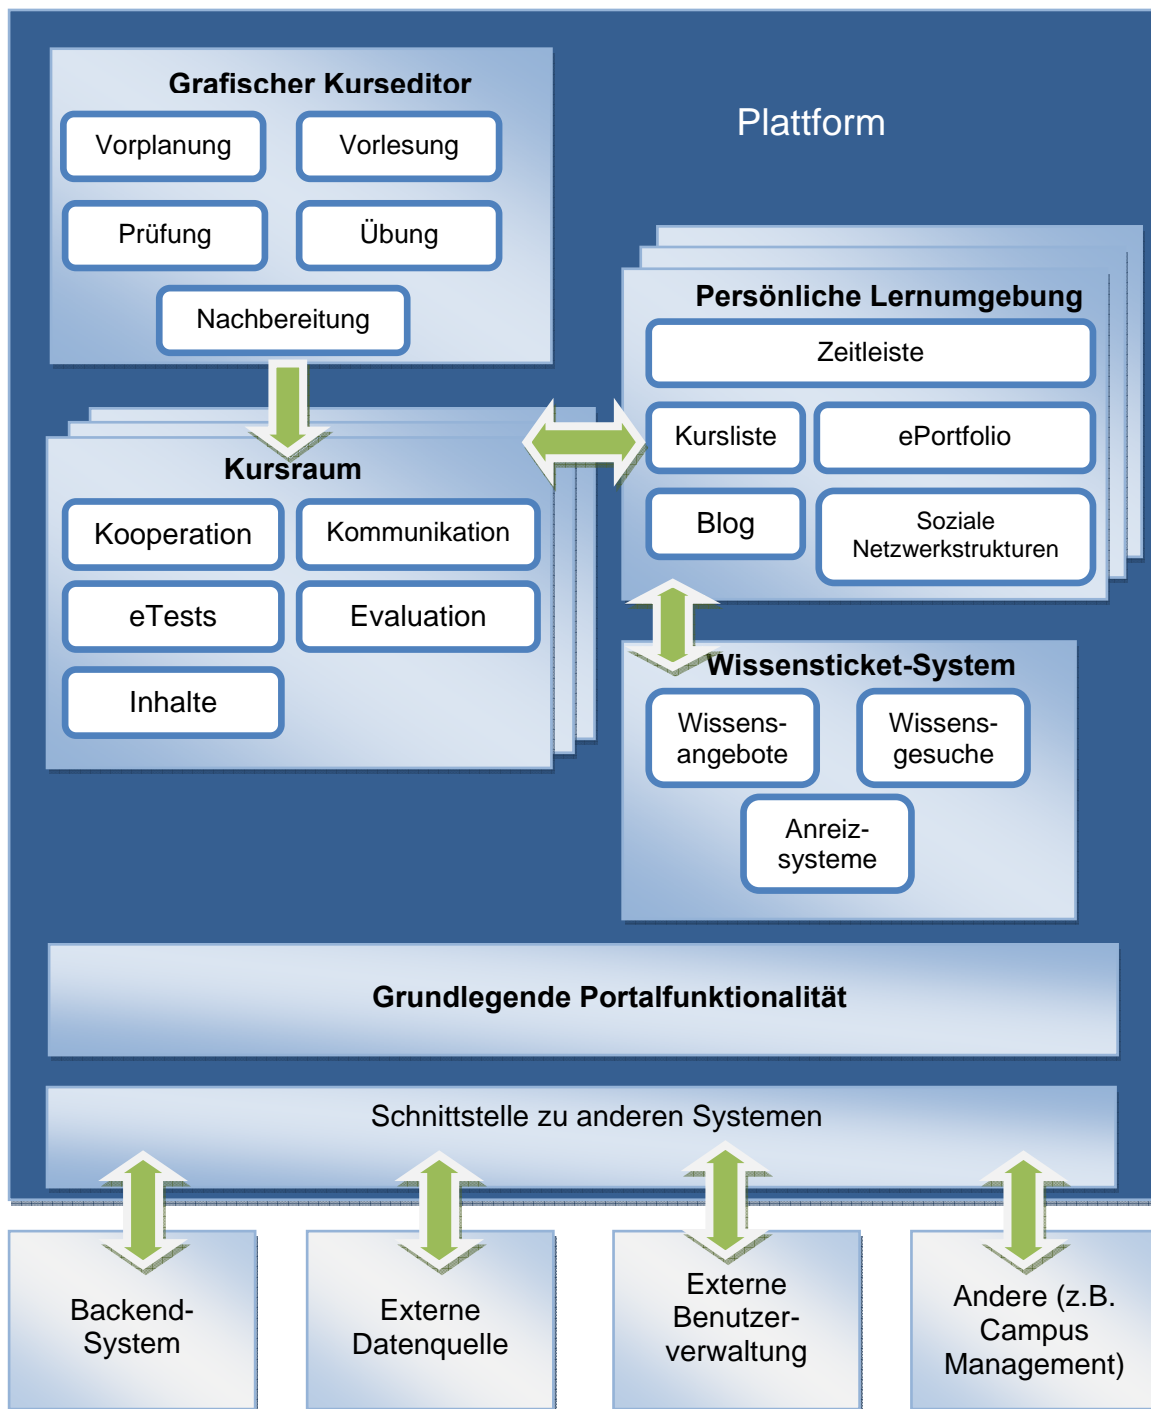 Plattform
Grafischer Kurseditor
Vorplanung
Vorlesung
Prüfung
Übung
Nachbereitung
Persönliche Lernumgebung
Zeitleiste
Kursliste
ePortfolio
Blog
Soziale
Netzwerkstrukturen
Kursraum
Kooperation
Kommunikation
eTests
Evaluation
Inhalte
Wissensticket-System
Wissens-
angebote
Wissens-
gesuche
Anreiz-
systeme
Grundlegende Portalfunktionalität
Schnittstelle zu anderen Systemen
Backend-
System
Externe
Datenquelle
Externe
Benutzer-
verwaltung
Andere (z.B.
Campus
Management)